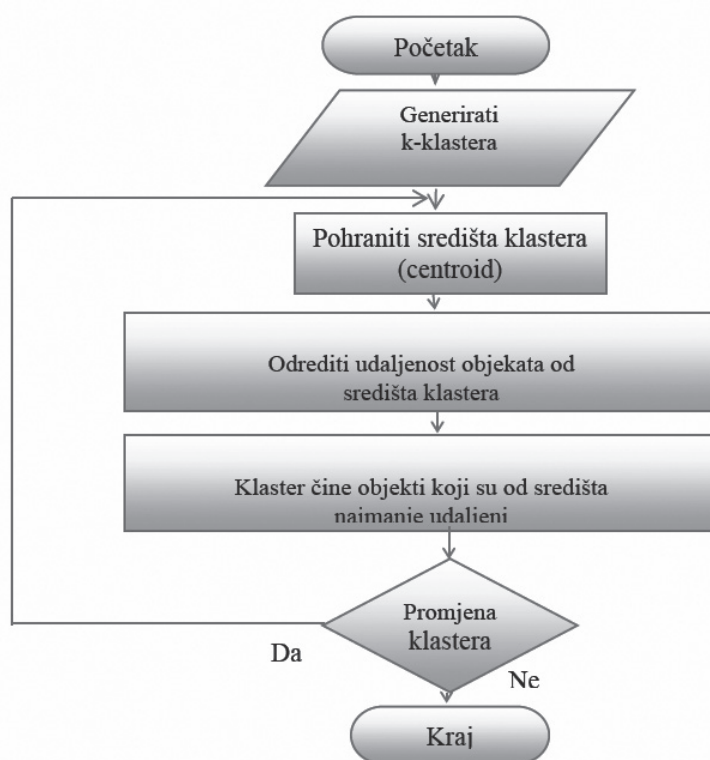 Početak
Generirati
k-klastera
Pohraniti središta klastera
(centroid)
Odrediti udaljenost objekata od
središta klastera
Klaster čine objekti koji su od središta
najmanje udaljeni
Promjena
klastera
Da
Ne
Kraj